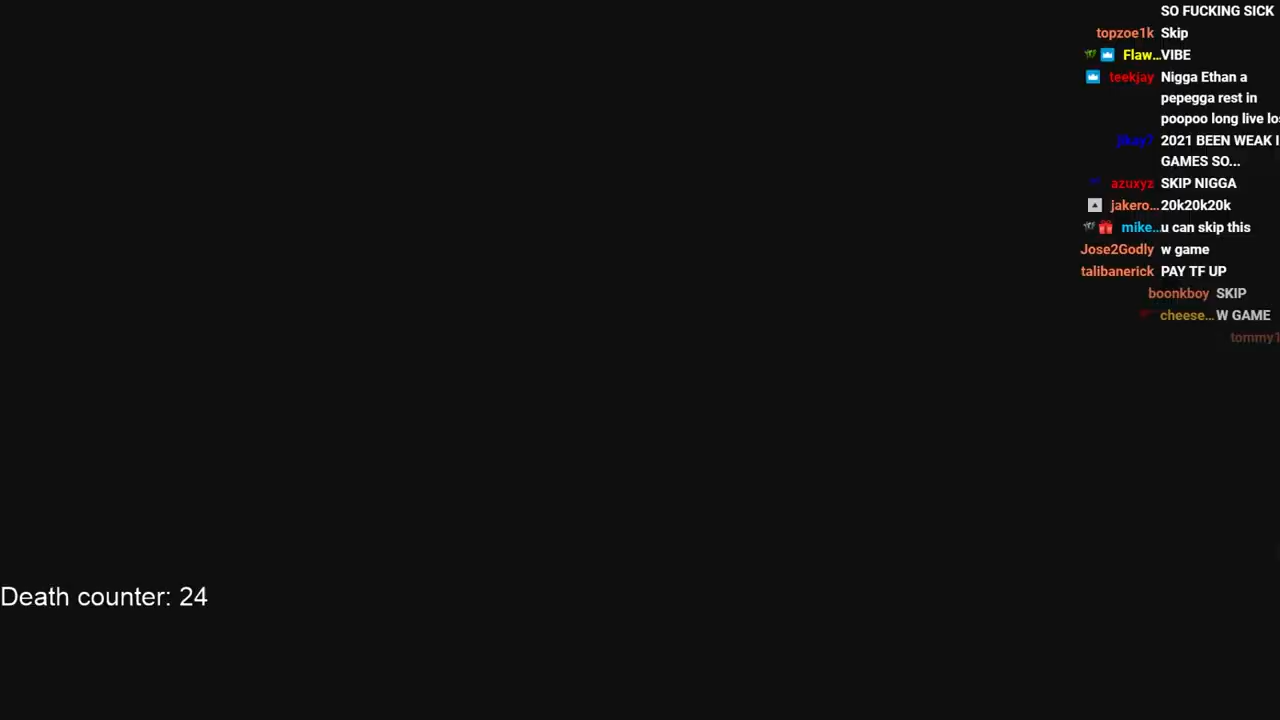 SO FUCKING SICK
topzoe1k Skip
Flaw…VIBE
teekjay Nigga Ethan a
pepegga rest in
poopoo long live
jikay7 2021 BEEN WEAK I
GAMES SO...
azuxyz SKIP NIGGA
jakero…20k20k20k
mike…u can skip this
Jose2Godly w game
talibanerick PAY TF UP
boonkboy SKIP
cheese…W GAME
tommy1
Death counter: 24